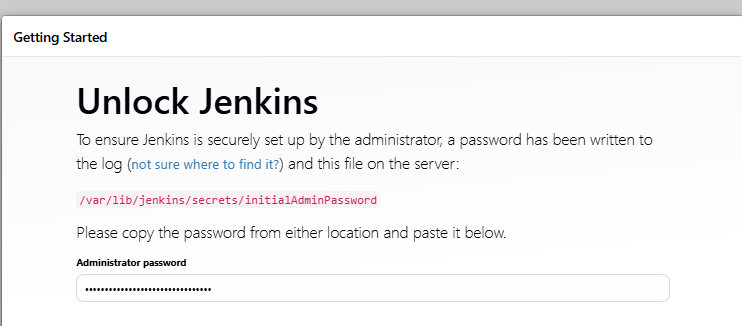 Getting Started
Unlock Jenkins
To ensure Jenkins is securely set up by the administrator, a password has been written to
the log (not sure where to find it?) and this file on the server:
/var/lib/jenkins/secrets/initialAdminPassword
Please copy the password from either location and paste it below.
Administrator password
••••••••••••••••••••••••••••••••